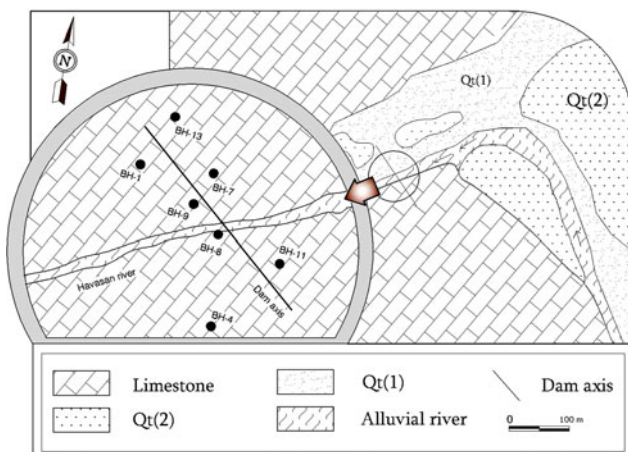 N
Qt(1)
Qt(2)
BH-13
BH-1
BH-7
BH-9
BH-8
BH-11
Havasan river
Dam axis
BH-4
Limestone
Qt(1)
Dam axis
Qt(2)
Alluvial river
0 100 m